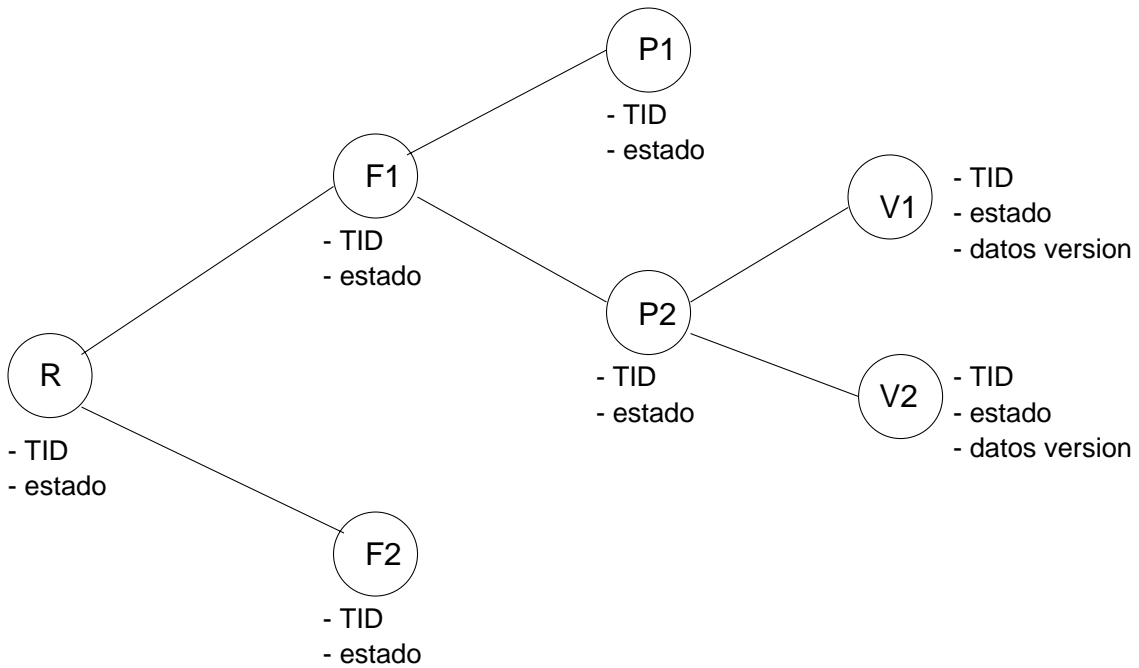 P1
- TID
- estado
F1
- TID
- estado
V1
- TID
- estado
- datos version
P2
- TID
- estado
R
- TID
- estado
V2
- TID
- estado
- datos version
F2
- TID
- estado